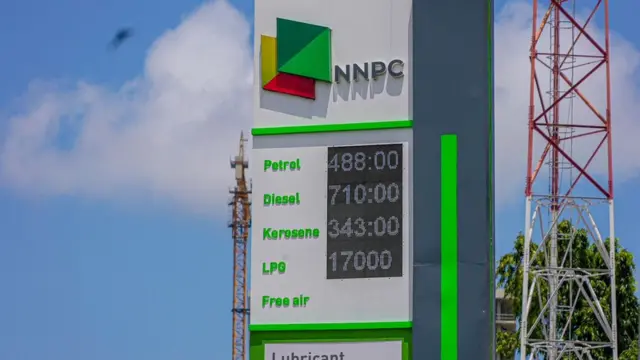 NNPC
Petrol 488:00
Diesel 710:00
Kerosene 343:00
LPG 17000
Free air
Lubricant